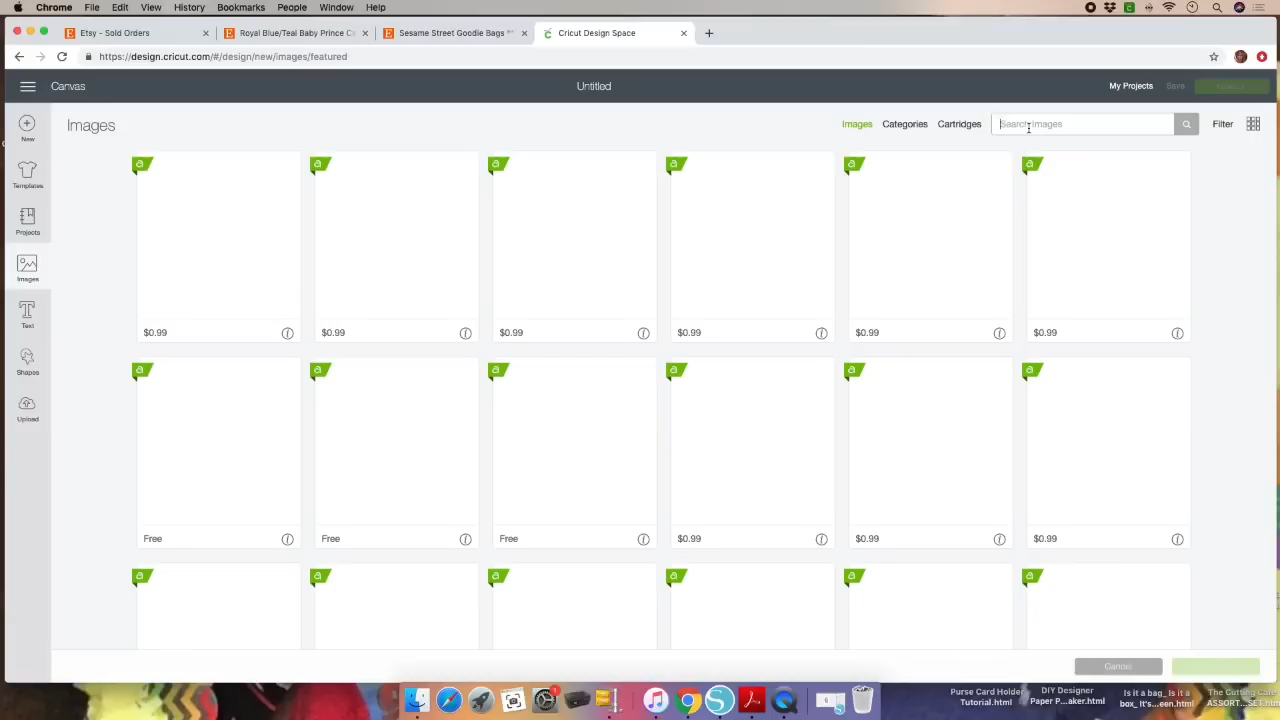 Chrome File Edit View History Bookmarks People Window Help
Etsy - Sold Orders
Royal Blue/Teal Baby Prince C
Sesame Street Goodie Bags
Cricut Design Space
https://design.cricut.com/#/design/new/images/featured
Canvas
Untitled
My Projects
Save
Images
Images
Categories
Cartridges
Search Images
Filter
New
Templates
Projects
Images
Text
Shapes
Upload
$0.99
$0.99
$0.99
$0.99
$0.99
$0.99
Free
Free
Free
$0.99
$0.99
$0.99
Cancel
Purse Card Holder
Tutorial.html
DIY Designer
Paper P...aker.html
Is it a bag_ Is it a
box_ It's...een.html
The Cutting Cafe
ASSORT...SET.htm